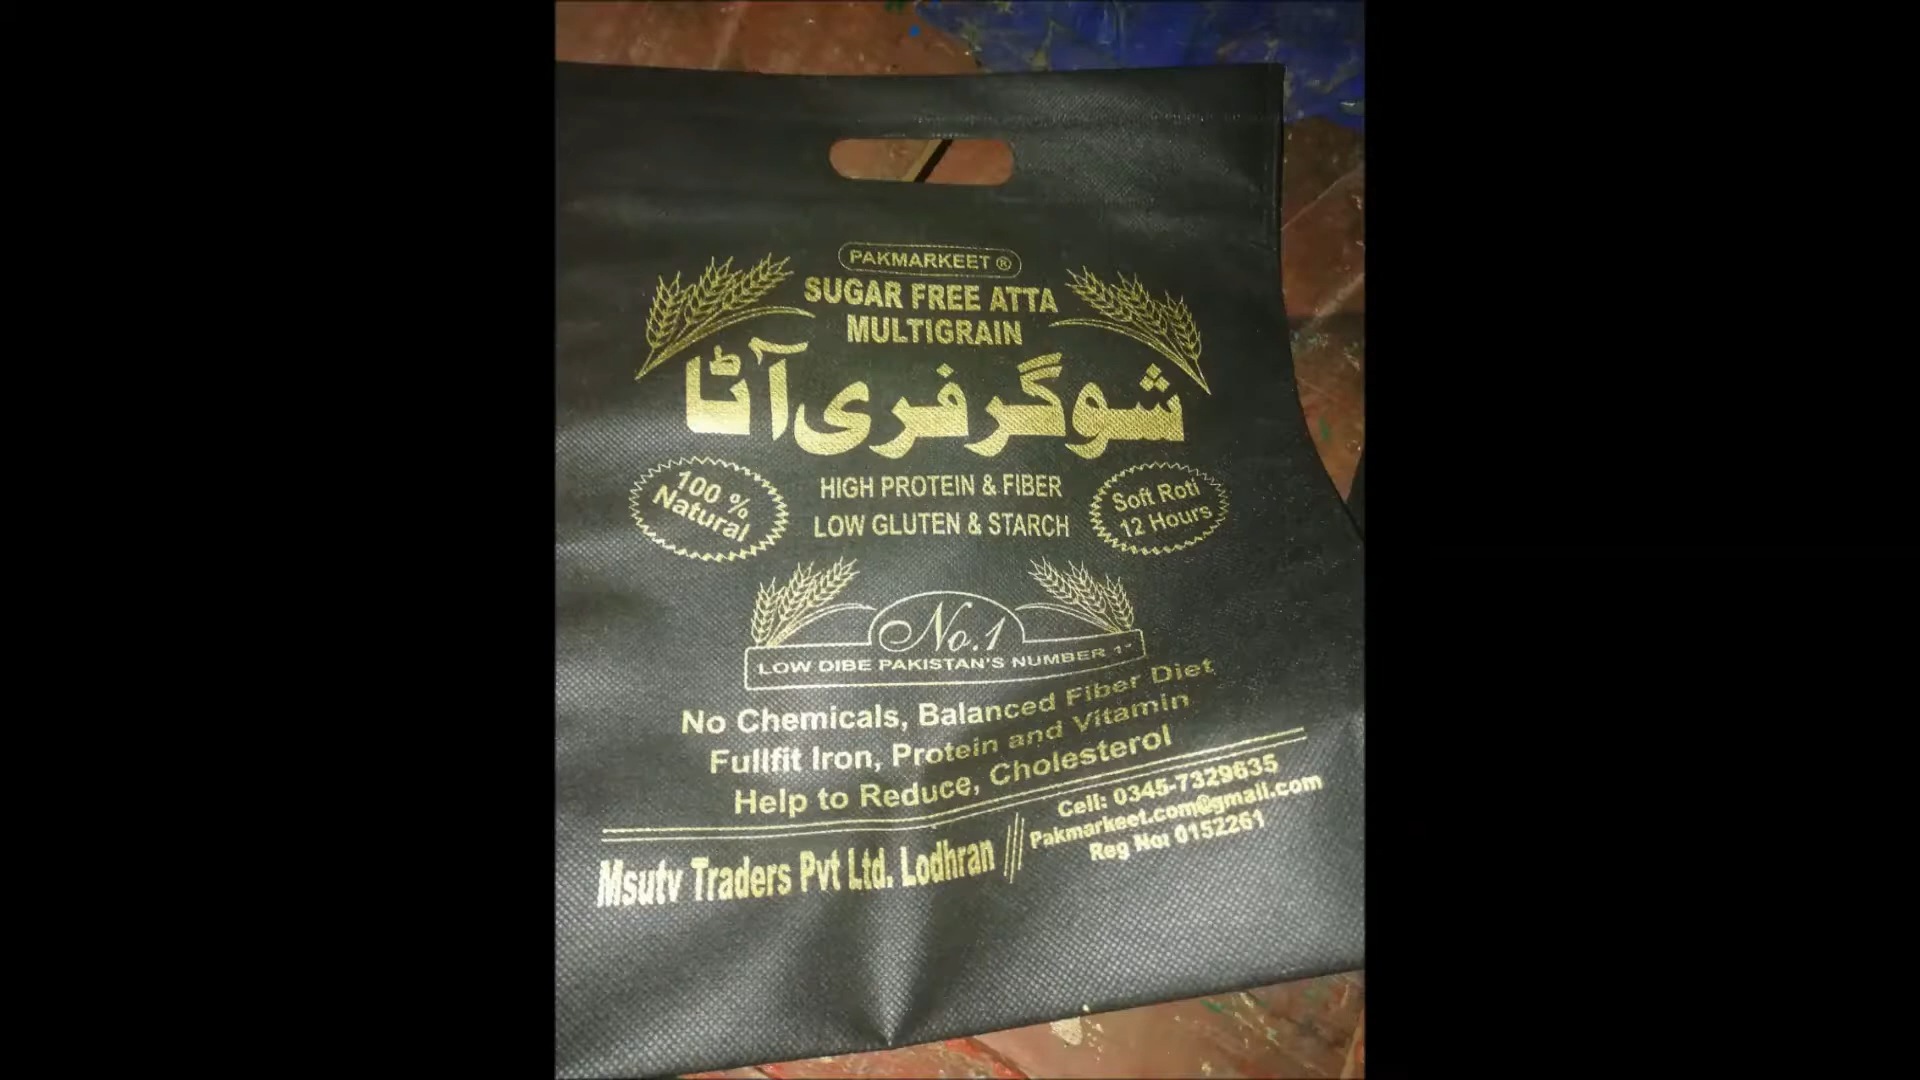 PAKMARKEET ®
SUGAR FREE ATTA
MULTIGRAIN
شوگر فری آٹا
100 %
Natural
HIGH PROTEIN & FIBER
LOW GLUTEN & STARCH
Soft Roti
12 Hours
No.1
LOW DIBE PAKISTAN'S NUMBER 1"
No Chemicals, Balanced Fiber Diet
Fullfit Iron, Protein and Vitamin
Help to Reduce, Cholesterol
Msutv Traders Pvt Ltd. Lodhran
Cell: 0345-7329635
Pakmarkeet.com@gmail.com
Reg No: 0152261